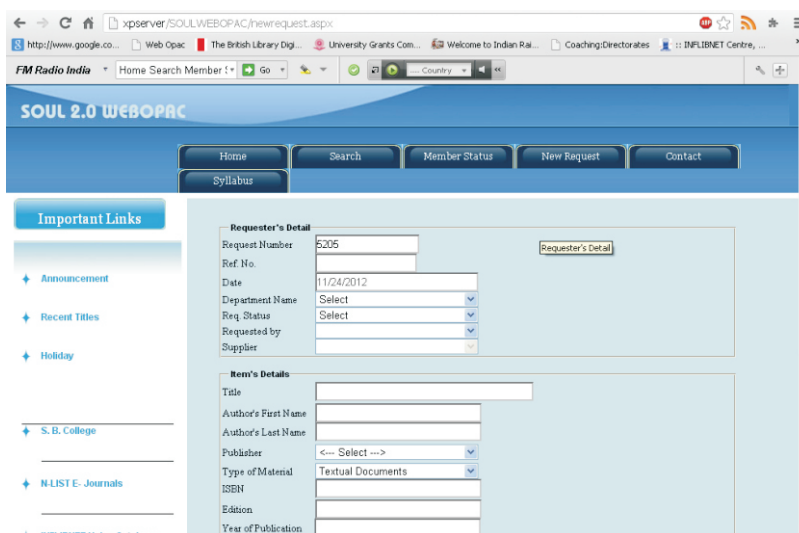 xpserver/SOULWEBOPAC/newrequest.aspx
http://www.google.co... Web Opac The British Library Digi... University Grants Com... Welcome to Indian Rai... Coaching:Directorates :: INFLIBNET Centre, ...
FM Radio India Home Search Member Go .... Country
SOUL 2.0 WEBOPAC
Home Search Member Status New Request Contact
Syllabus
Important Links
Announcement
Recent Titles
Holiday
S. B. College
N-LIST E- Journals
Requester's Detail
Request Number 5205
Requester's Detail
Ref. No.
Date 11/24/2012
Department Name Select
Req. Status Select
Requested by
Supplier
Item's Details
Title
Author's First Name
Author's Last Name
Publisher <--- Select --->
Type of Material Textual Documents
ISBN
Edition
Year of Publication